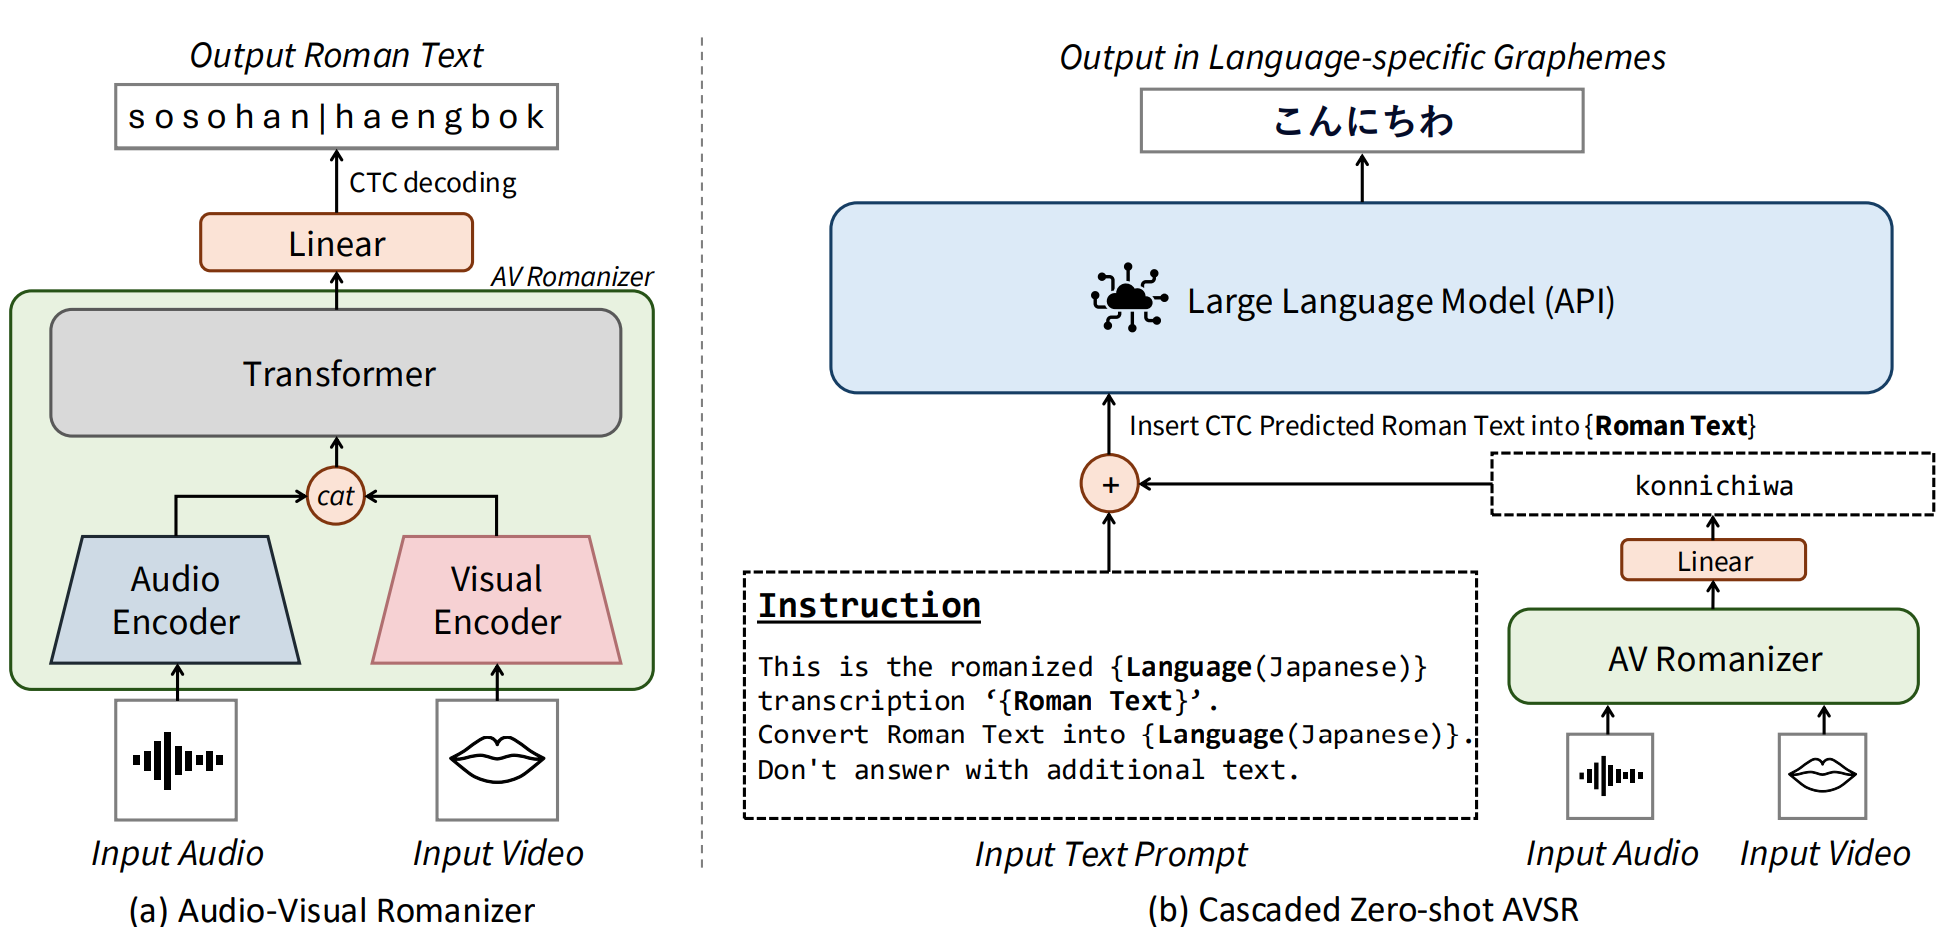 Output Roman Text
sosohan|haengbok
CTC decoding
Linear
AV Romanizer
Transformer
cat
Audio
Encoder
Visual
Encoder
Input Audio
Input Video
(a) Audio-Visual Romanizer
Output in Language-specific Graphemes
こんにちわ
Large Language Model (API)
Insert CTC Predicted Roman Text into {Roman Text}
+
konnichiwa
Linear
AV Romanizer
Instruction
This is the romanized {Language(Japanese)}
transcription ‘{Roman Text}’.
Convert Roman Text into {Language(Japanese)}.
Don't answer with additional text.
Input Text Prompt
Input Audio
Input Video
(b) Cascaded Zero-shot AVSR